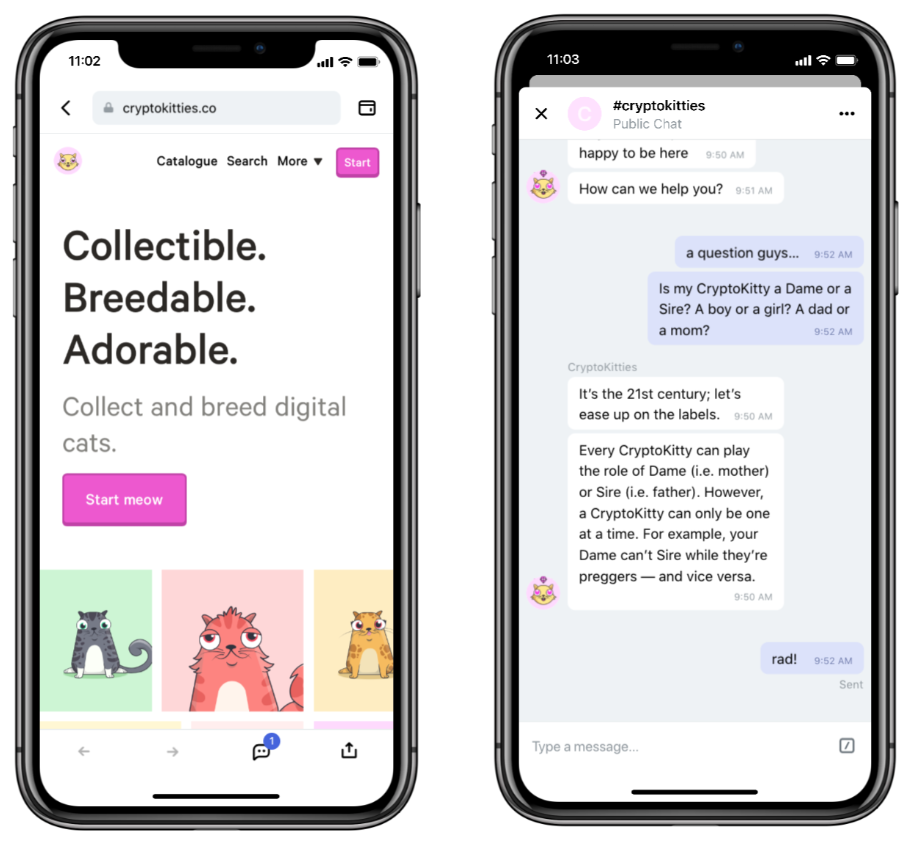 11:02
cryptokitties.co
Catalogue Search More ▼ Start
Collectible.
Breedable.
Adorable.
Collect and breed digital
cats.
Start meow
1
11:03
C
#cryptokitties
Public Chat
happy to be here 9:50 AM
How can we help you? 9:51 AM
a question guys... 9:52 AM
Is my CryptoKitty a Dame or a
Sire? A boy or a girl? A dad or
a mom? 9:52 AM
CryptoKitties
It's the 21st century; let's
ease up on the labels. 9:50 AM
Every CryptoKitty can play
the role of Dame (i.e. mother)
or Sire (i.e. father). However,
a CryptoKitty can only be one
at a time. For example, your
Dame can't Sire while they're
preggers — and vice versa.
9:50 AM
rad! 9:52 AM
Sent
Type a message...